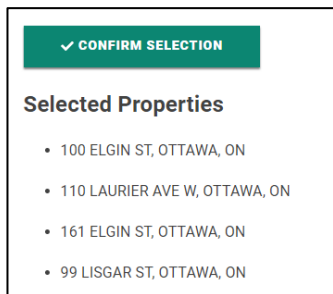 CONFIRM SELECTION
Selected Properties
100 ELGIN ST, OTTAWA, ON
110 LAURIER AVE W, OTTAWA, ON
161 ELGIN ST, OTTAWA, ON
99 LISGAR ST, OTTAWA, ON